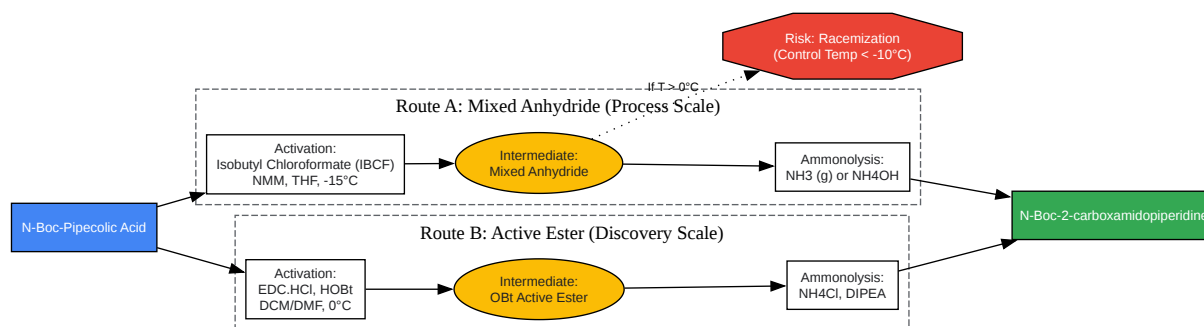 Risk: Racemization
(Control Temp < -10°C)
If T > 0°C
Route A: Mixed Anhydride (Process Scale)
Activation:
Isobutyl Chloroformate (IBCF)
NMM, THF, -15°C
Intermediate:
Mixed Anhydride
Ammonolysis:
NH3 (g) or NH4OH
N-Boc-Pipecolic Acid
N-Boc-2-carboxamidopiperidine
Route B: Active Ester (Discovery Scale)
Activation:
EDC.HCl, HOBt
DCM/DMF, 0°C
Intermediate:
OBt Active Ester
Ammonolysis:
NH4Cl, DIPEA